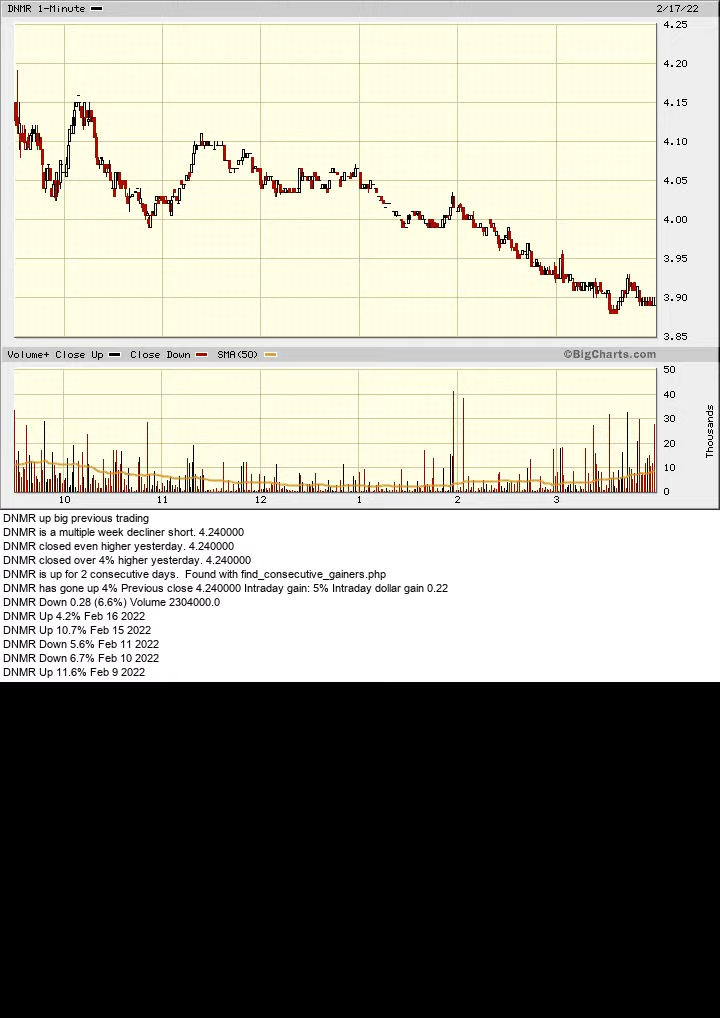 DNMR 1-Minute 2/17/22
4.25
4.20
4.15
4.10
4.05
4.00
3.95
3.90
3.85
Volume+ Close Up Close Down SMA(50) ©BigCharts.com
50
40
30
20
10
0
Thousands
10 11 12 1 2 3
DNMR up big previous trading
DNMR is a multiple week decliner short. 4.240000
DNMR closed even higher yesterday. 4.240000
DNMR closed over 4% higher yesterday. 4.240000
DNMR is up for 2 consecutive days. Found with find_consecutive_gainers.php
DNMR has gone up 4% Previous close 4.240000 Intraday gain: 5% Intraday dollar gain 0.22
DNMR Down 0.28 (6.6%) Volume 2304000.0
DNMR Up 4.2% Feb 16 2022
DNMR Up 10.7% Feb 15 2022
DNMR Down 5.6% Feb 11 2022
DNMR Down 6.7% Feb 10 2022
DNMR Up 11.6% Feb 9 2022